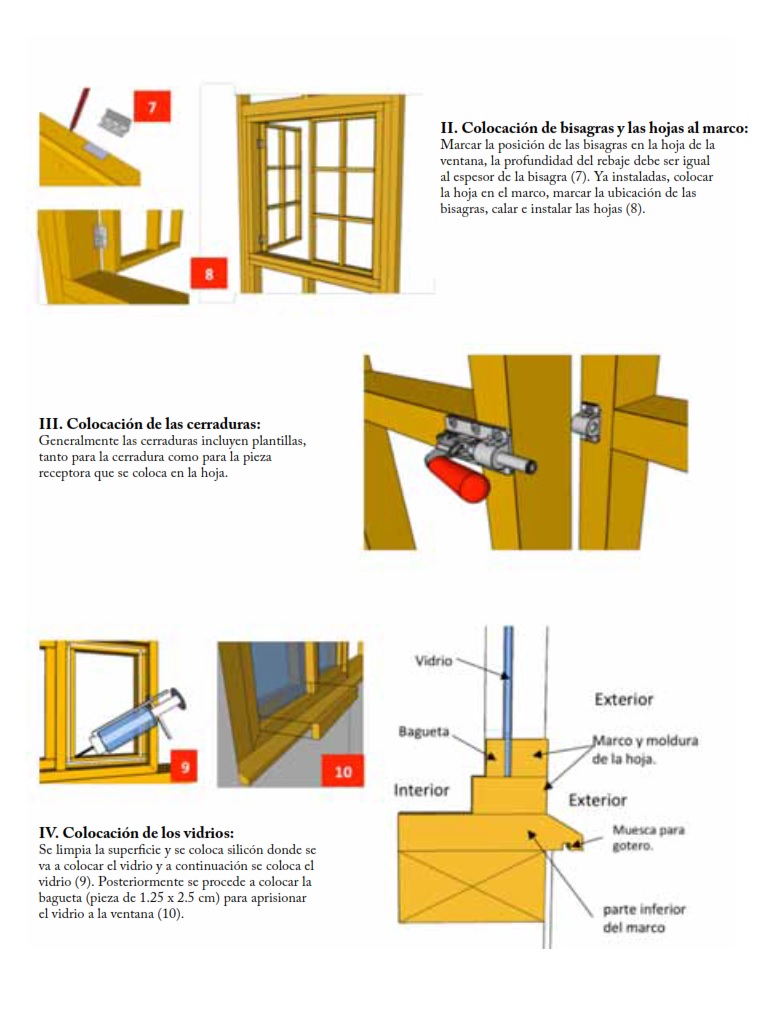 7
8
II. Colocación de bisagras y las hojas al marco:
Marcar la posición de las bisagras en la hoja de la
ventana, la profundidad del rebaje debe ser igual
al espesor de la bisagra (7). Ya instaladas, colocar
la hoja en el marco, marcar la ubicación de las
bisagras, calar e instalar las hojas (8).
III. Colocación de las cerraduras:
Generalmente las cerraduras incluyen plantillas,
tanto para la cerradura como para la pieza
receptora que se coloca en la hoja.
9
10
IV. Colocación de los vidrios:
Se limpia la superficie y se coloca silicón donde se
va a colocar el vidrio y a continuación se coloca el
vidrio (9). Posteriormente se procede a colocar la
bagueta (pieza de 1.25 x 2.5 cm) para aprisionar
el vidrio a la ventana (10).
Vidrio
Exterior
Bagueta
Marco y moldura
de la hoja.
Interior
Exterior
Muesca para
gotero.
parte inferior
del marco